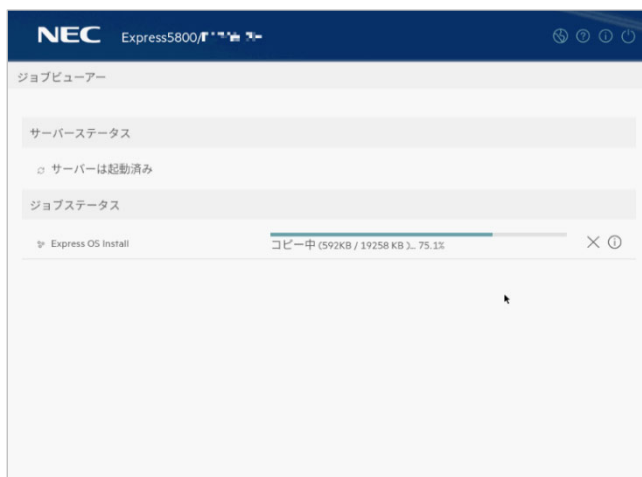 NEC Express5800/
ジョブビューアー
サーバーステータス
サーバーは起動済み
ジョブステータス
Express OS Install
コピー中 (592KB / 19258 KB )... 75.1%